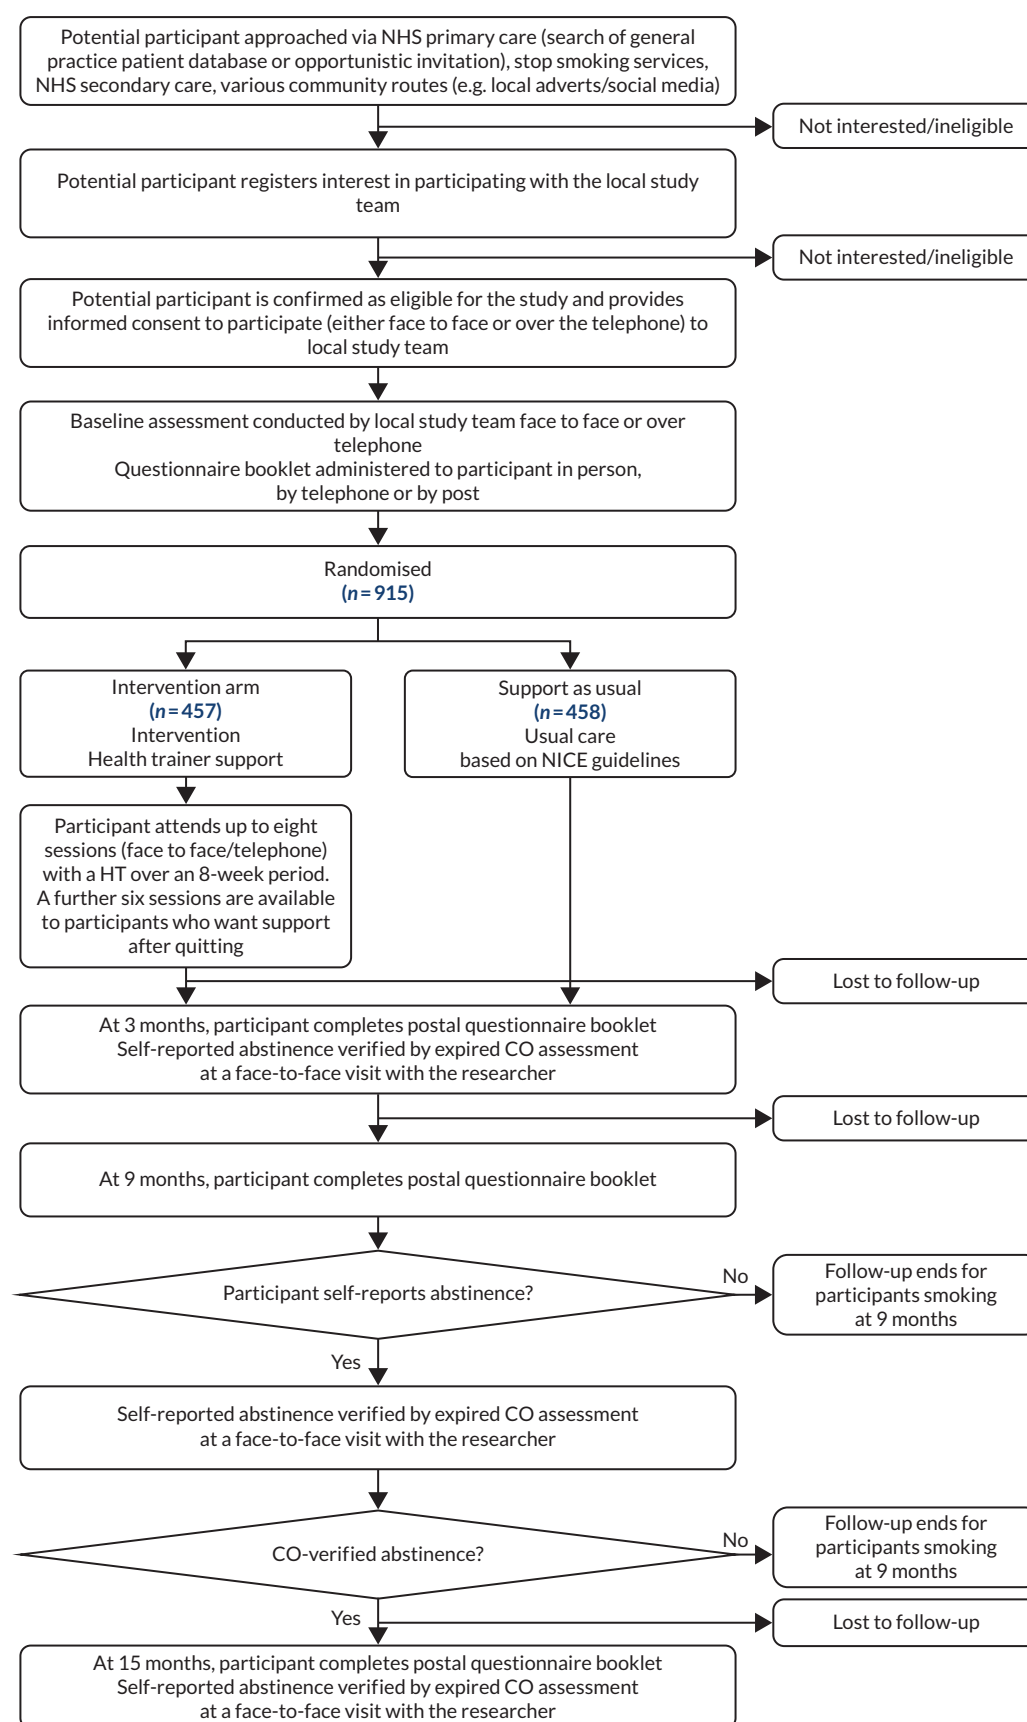 Potential participant approached via NHS primary care (search of general
practice patient database or opportunistic invitation), stop smoking services,
NHS secondary care, various community routes (e.g. local adverts/social media)
Not interested/ineligible
Potential participant registers interest in participating with the local study
team
Not interested/ineligible
Potential participant is confirmed as eligible for the study and provides
informed consent to participate (either face to face or over the telephone) to
local study team
Baseline assessment conducted by local study team face to face or over
telephone
Questionnaire booklet administered to participant in person,
by telephone or by post
Randomised
(n=915)
Intervention arm
(n=457)
Intervention
Health trainer support
Support as usual
(n=458)
Usual care
based on NICE guidelines
Participant attends up to eight
sessions (face to face/telephone)
with a HT over an 8-week period.
A further six sessions are available
to participants who want support
after quitting
Lost to follow-up
At 3 months, participant completes postal questionnaire booklet
Self-reported abstinence verified by expired CO assessment
at a face-to-face visit with the researcher
Lost to follow-up
At 9 months, participant completes postal questionnaire booklet
Participant self-reports abstinence?
No
Follow-up ends for
participants smoking
at 9 months
Yes
Self-reported abstinence verified by expired CO assessment
at a face-to-face visit with the researcher
CO-verified abstinence?
No
Follow-up ends for
participants smoking
at 9 months
Yes
Lost to follow-up
At 15 months, participant completes postal questionnaire booklet
Self-reported abstinence verified by expired CO assessment
at a face-to-face visit with the researcher